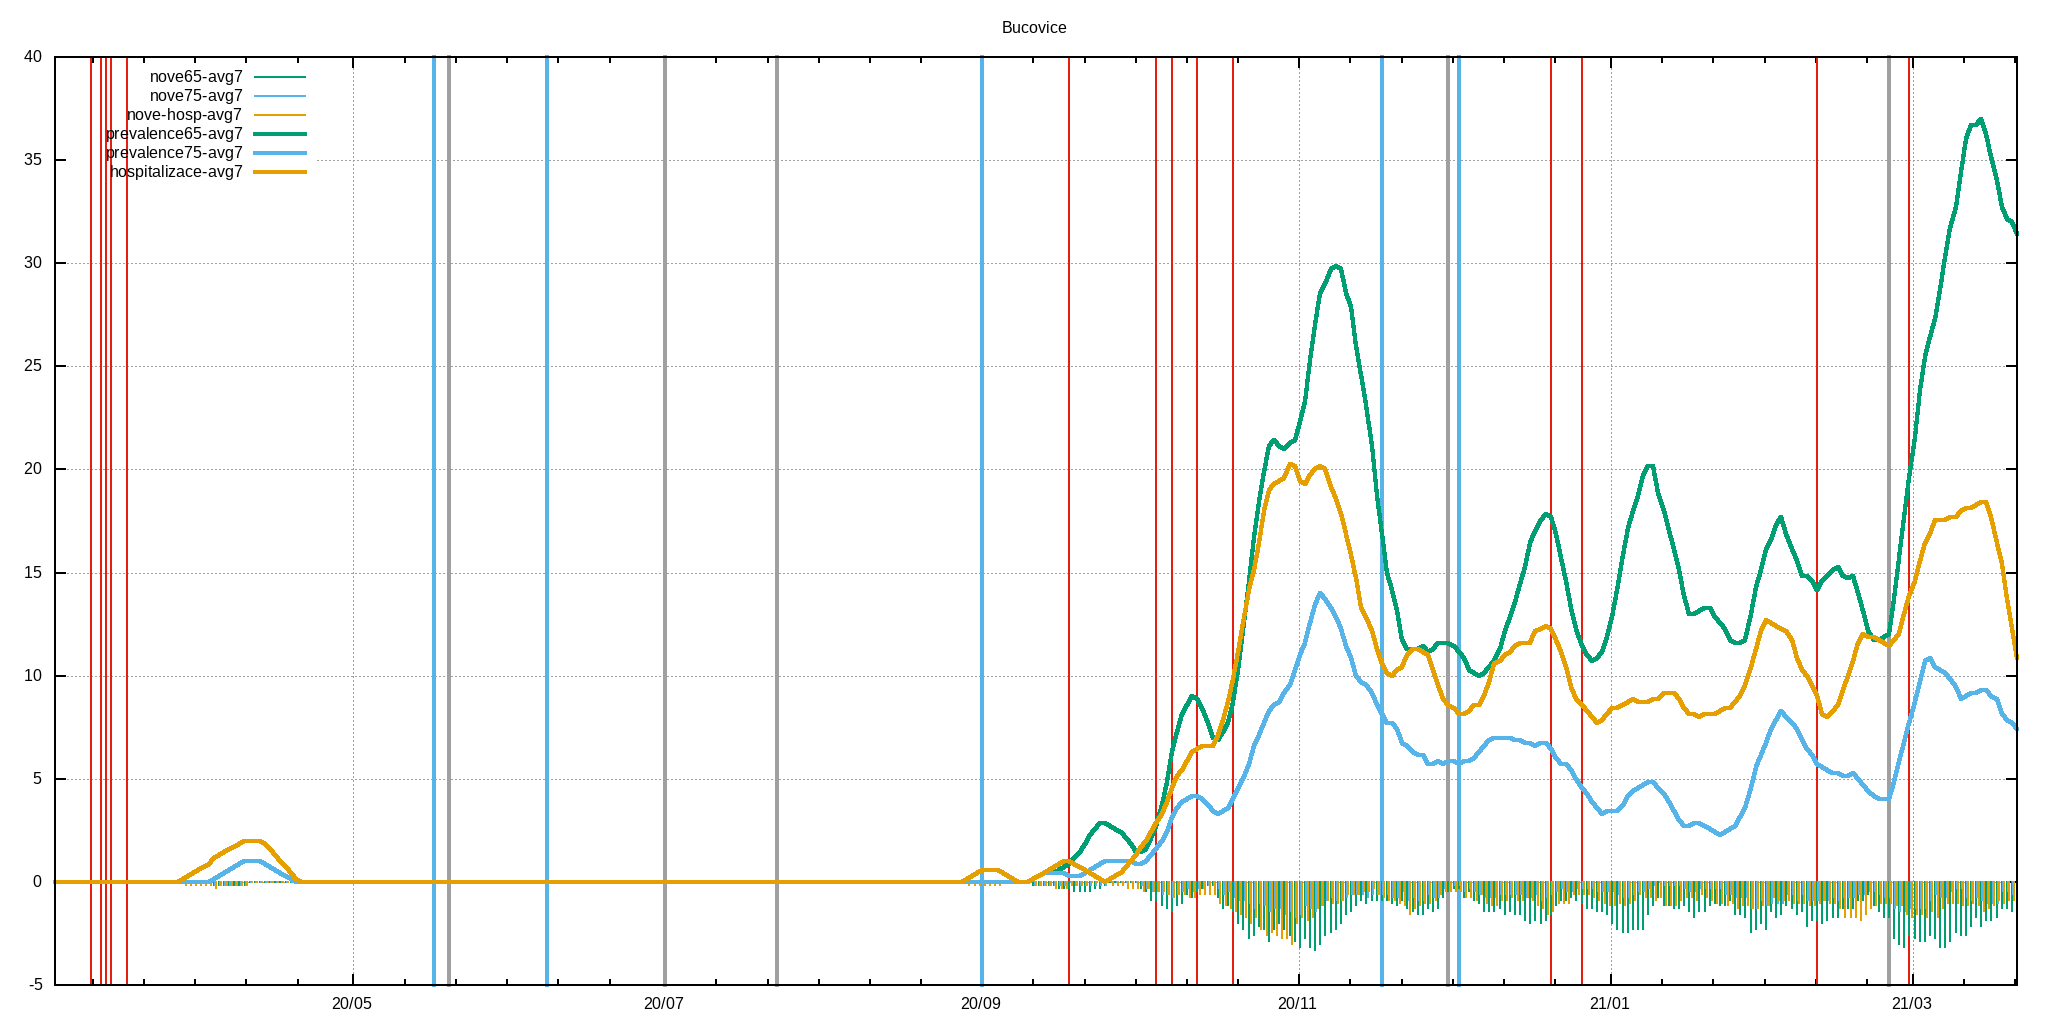 Bucovice
40
35
30
25
20
15
10
5
0
-5
nove65-avg7
nove75-avg7
nove-hosp-avg7
prevalence65-avg7
prevalence75-avg7
hospitalizace-avg7
20/05 20/07 20/09 20/11 21/01 21/03